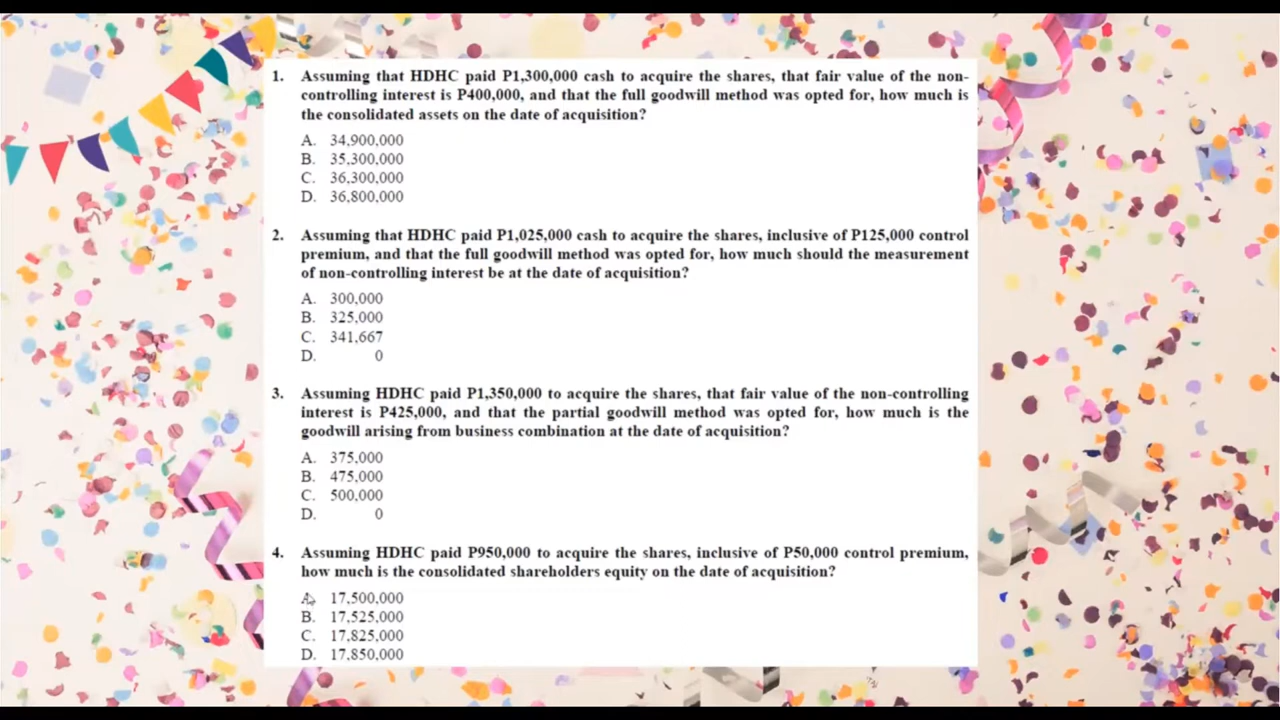 1. Assuming that HDHC paid P1,300,000 cash to acquire the shares, that fair value of the non-
controlling interest is P400,000, and that the full goodwill method was opted for, how much is
the consolidated assets on the date of acquisition?
A. 34,900,000
B. 35,300,000
C. 36,300,000
D. 36,800,000
2. Assuming that HDHC paid P1,025,000 cash to acquire the shares, inclusive of P125,000 control
premium, and that the full goodwill method was opted for, how much should the measurement
of non-controlling interest be at the date of acquisition?
A. 300,000
B. 325,000
C. 341,667
D. 0
3. Assuming HDHC paid P1,350,000 to acquire the shares, that fair value of the non-controlling
interest is P425,000, and that the partial goodwill method was opted for, how much is the
goodwill arising from business combination at the date of acquisition?
A. 375,000
B. 475,000
C. 500,000
D. 0
4. Assuming HDHC paid P950,000 to acquire the shares, inclusive of P50,000 control premium,
how much is the consolidated shareholders equity on the date of acquisition?
A. 17,500,000
B. 17,525,000
C. 17,825,000
D. 17,850,000